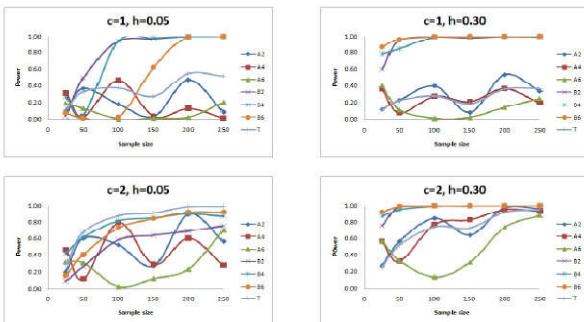 c=1, h=0.05
1.00
0.80
0.60
0.40
0.20
0.00
Power
0 50 100 150 200 250
Sample size
A2
A4
A6
B2
B4
B6
T
c=1, h=0.30
1.00
0.80
0.60
0.40
0.20
0.00
Power
0 50 100 150 200 250
Sample size
A2
A4
A6
B2
B4
B6
T
c=2, h=0.05
1.00
0.80
0.60
0.40
0.20
0.00
Power
0 50 100 150 200 250
Sample size
A2
A4
A6
B2
B4
B6
T
c=2, h=0.30
1.00
0.80
0.60
0.40
0.20
0.00
Power
0 50 100 150 200 250
Sample size
A2
A4
A6
B2
B4
B6
T